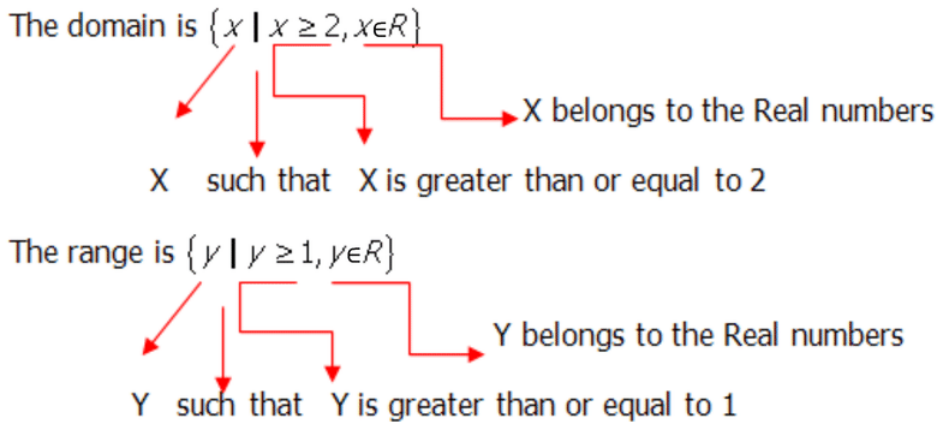 The domain is {x | x ≥ 2, x∈R}
X belongs to the Real numbers
X such that X is greater than or equal to 2
The range is {y | y ≥ 1, y∈R}
Y belongs to the Real numbers
Y such that Y is greater than or equal to 1